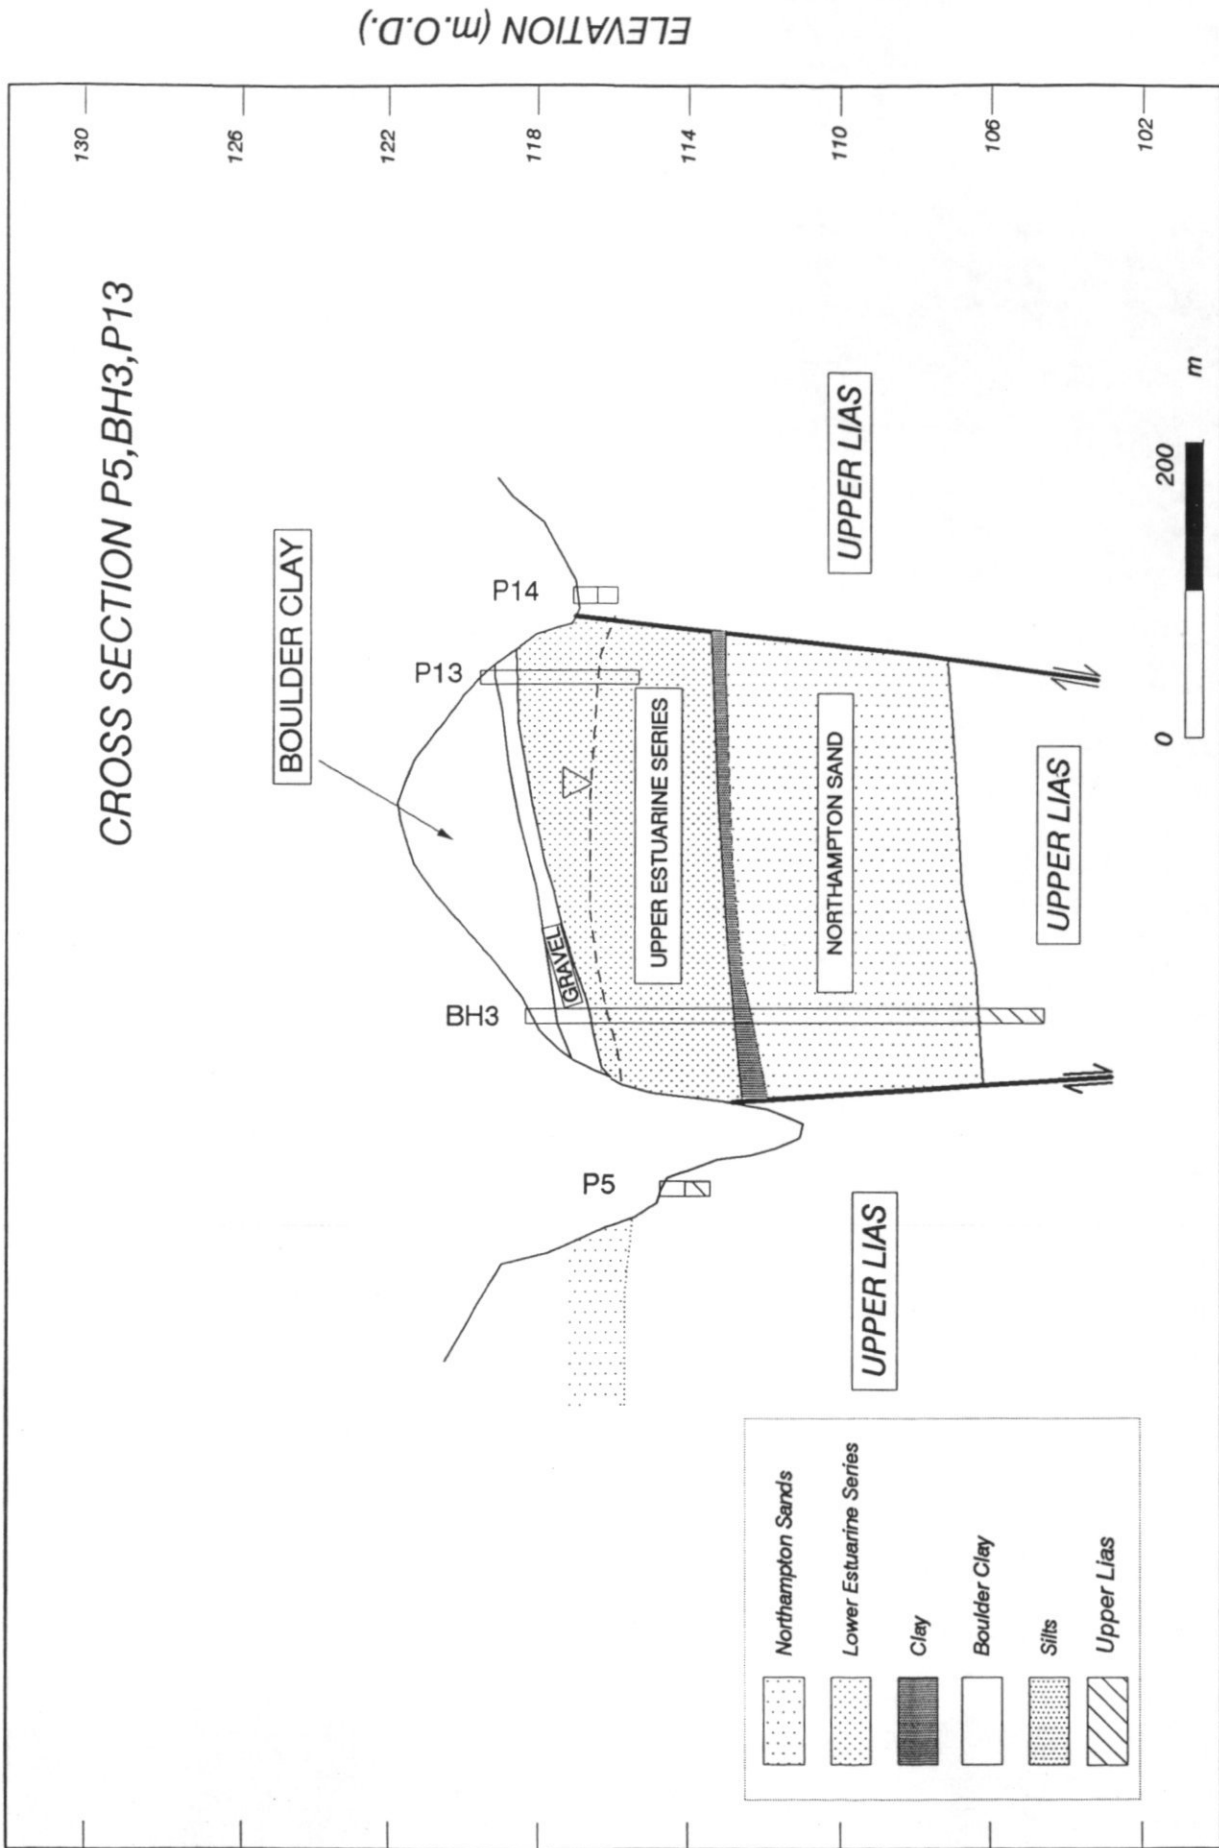 CROSS SECTION P5,BH3,P13
ELEVATION (m.O.D.)
130
126
122
118
114
110
106
102
BOULDER CLAY
P5
BH3
P13
P14
GRAVEL
UPPER ESTUARINE SERIES
NORTHAMPTON SAND
UPPER LIAS
UPPER LIAS
UPPER LIAS
Northampton Sands
Lower Estuarine Series
Clay
Boulder Clay
Silts
Upper Lias
0
200
m